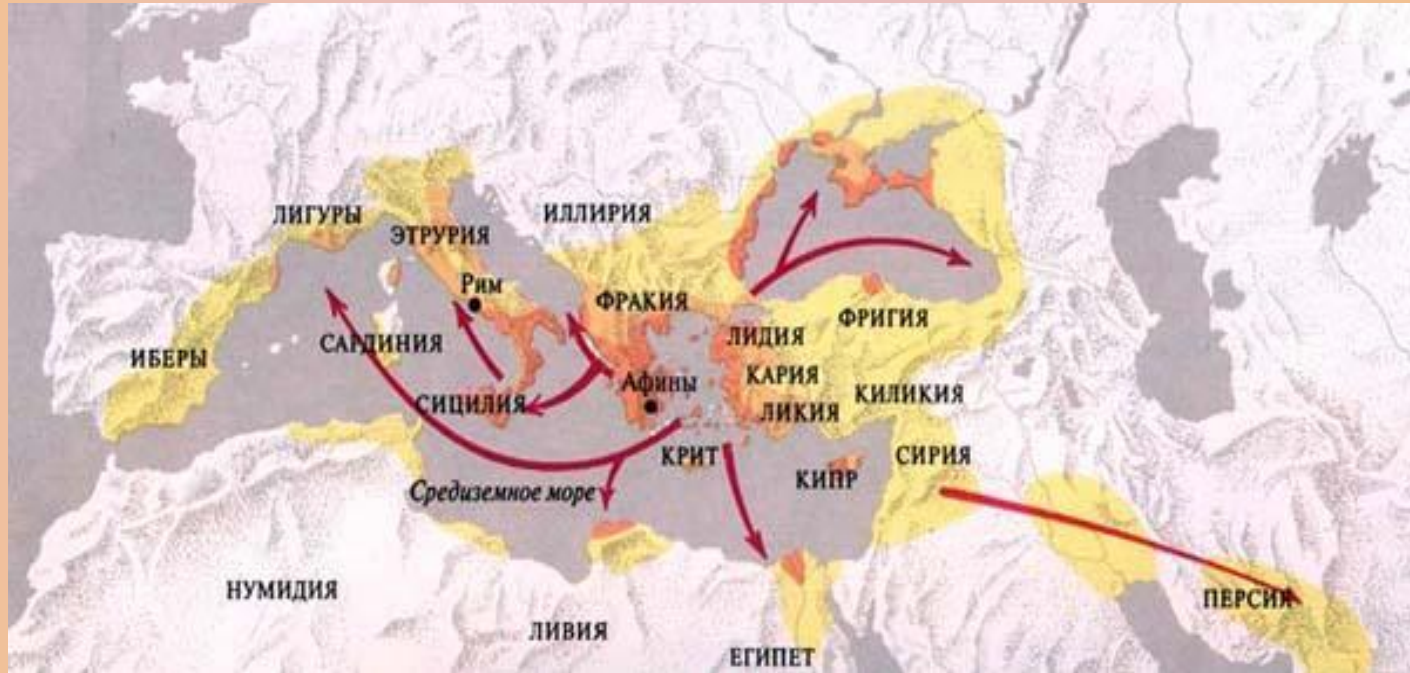 ЛИГУРЫ
ИЛЛИРИЯ
ЭТРУРИЯ
Рим
ФРАКИЯ
ФРИГИЯ
ЛИДИЯ
САРДИНИЯ
ИБЕРЫ
КАРИЯ
Афины
КИЛИКИЯ
СИЦИЛИЯ
ЛИКИЯ
КРИТ
СИРИЯ
КИПР
Средиземное море
НУМИДИЯ
ПЕРСИЯ
ЛИВИЯ
ЕГИПЕТ